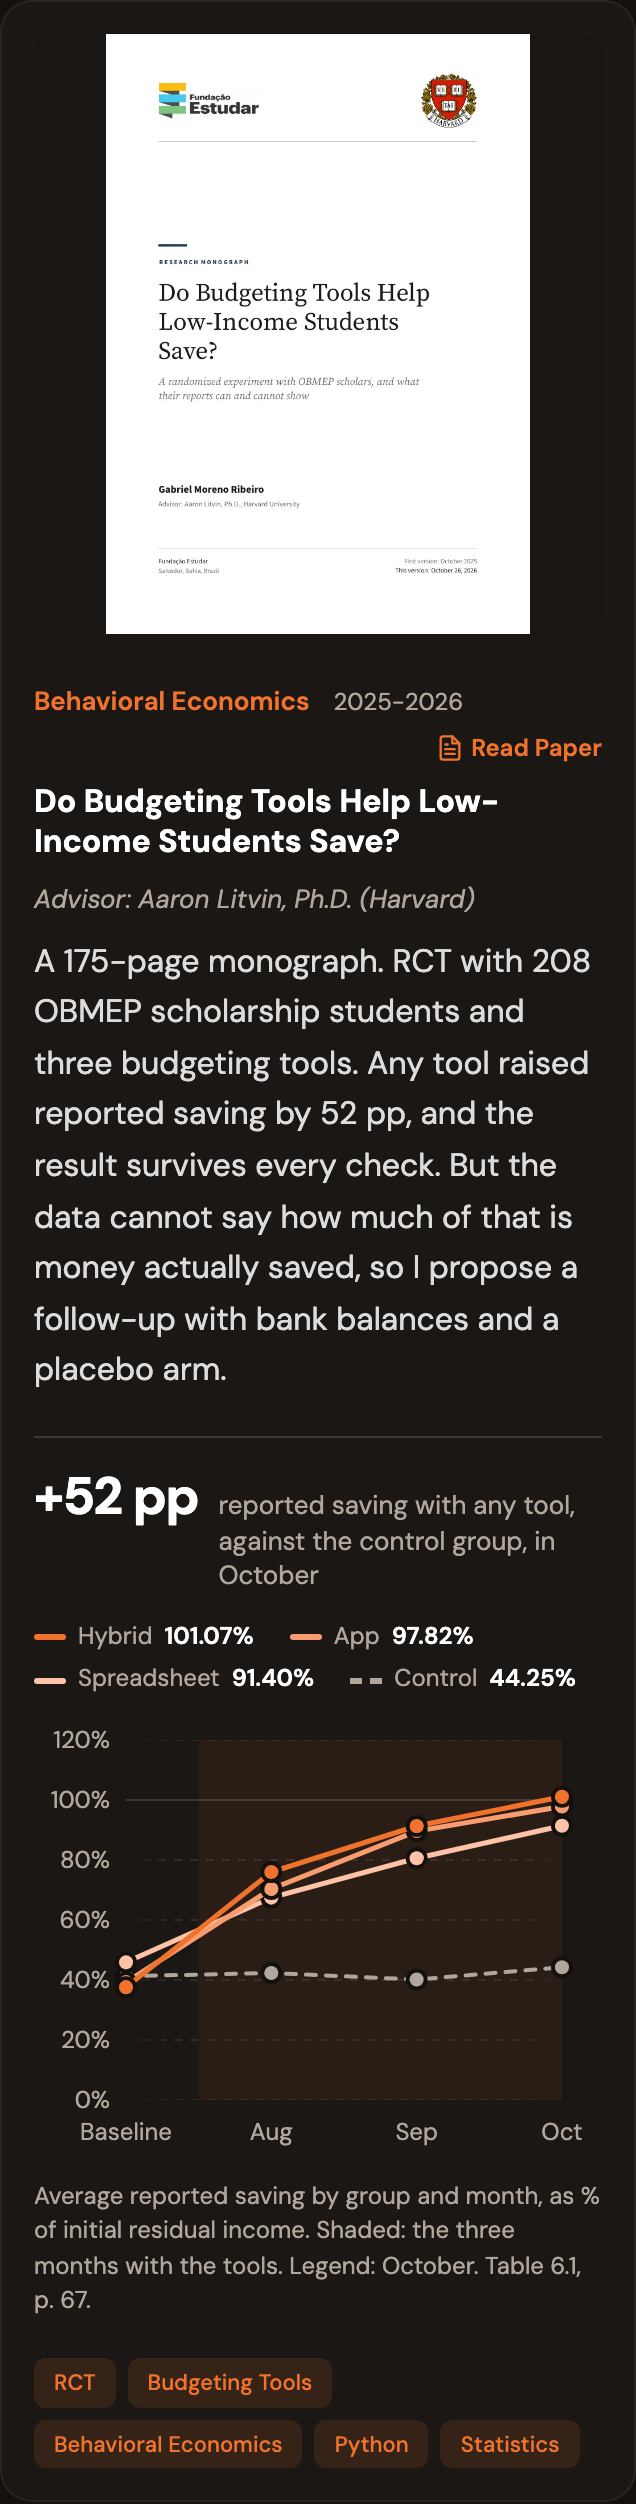 Fundação
Estudar
VE RI
TAS
HARVARD
RESEARCH MONOGRAPH
Do Budgeting Tools Help
Low-Income Students
Save?
A randomized experiment with OBMEP scholars, and what
their reports can and cannot show
Gabriel Moreno Ribeiro
Advisor: Aaron Litvin, Ph.D., Harvard University
Fundação Estudar
Salvador, Bahia, Brazil
First version: October 2025
This version: October 26, 2026
Behavioral Economics 2025-2026
Read Paper
Do Budgeting Tools Help Low-
Income Students Save?
Advisor: Aaron Litvin, Ph.D. (Harvard)
A 175-page monograph. RCT with 208
OBMEP scholarship students and
three budgeting tools. Any tool raised
reported saving by 52 pp, and the
result survives every check. But the
data cannot say how much of that is
money actually saved, so I propose a
follow-up with bank balances and a
placebo arm.
+52 pp
reported saving with any tool,
against the control group, in
October
Hybrid 101.07% App 97.82%
Spreadsheet 91.40% Control 44.25%
120%
100%
80%
60%
40%
20%
0%
Baseline Aug Sep Oct
Average reported saving by group and month, as %
of initial residual income. Shaded: the three
months with the tools. Legend: October. Table 6.1,
p. 67.
RCT Budgeting Tools
Behavioral Economics Python Statistics